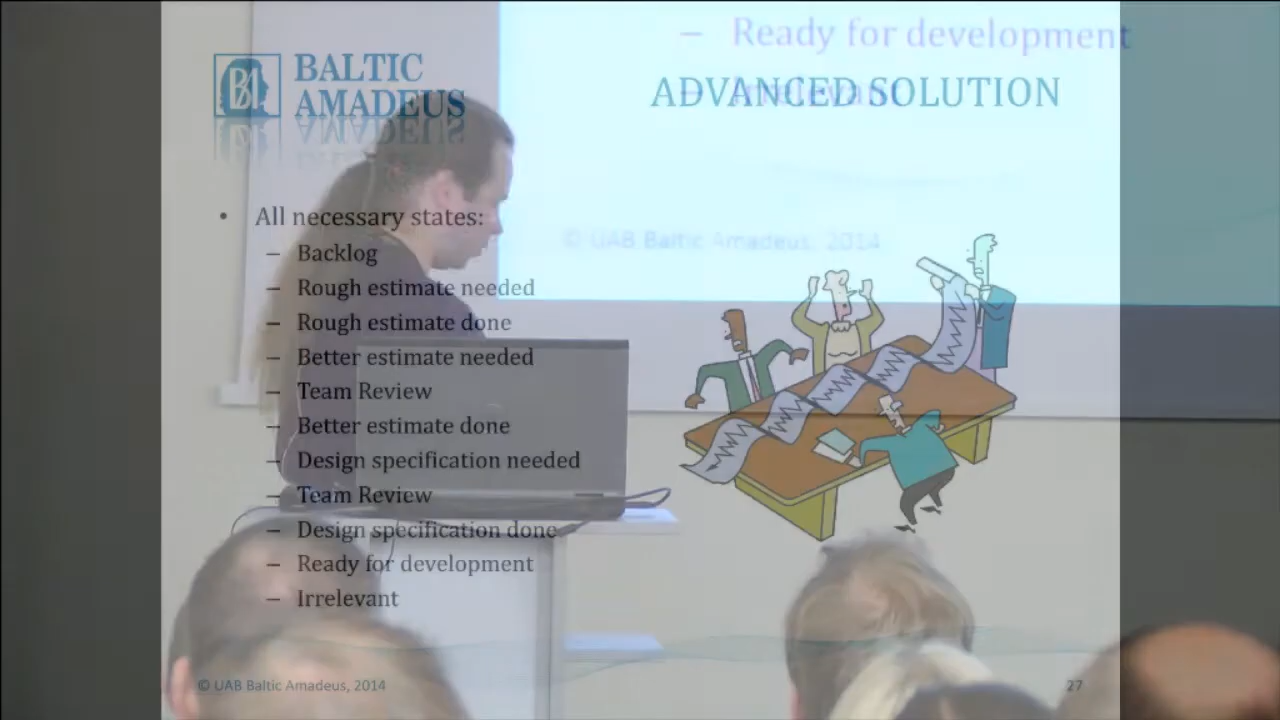 BALTIC
AMADEUS
ADVANCED SOLUTION
• All necessary states:
– Backlog
– Rough estimate needed
– Rough estimate done
– Better estimate needed
– Team Review
– Better estimate done
– Design specification needed
– Team Review
– Design specification done
– Ready for development
– Irrelevant
© UAB Baltic Amadeus, 2014
27
– Ready for development
– Irrelevant
© UAB Baltic Amadeus, 2014